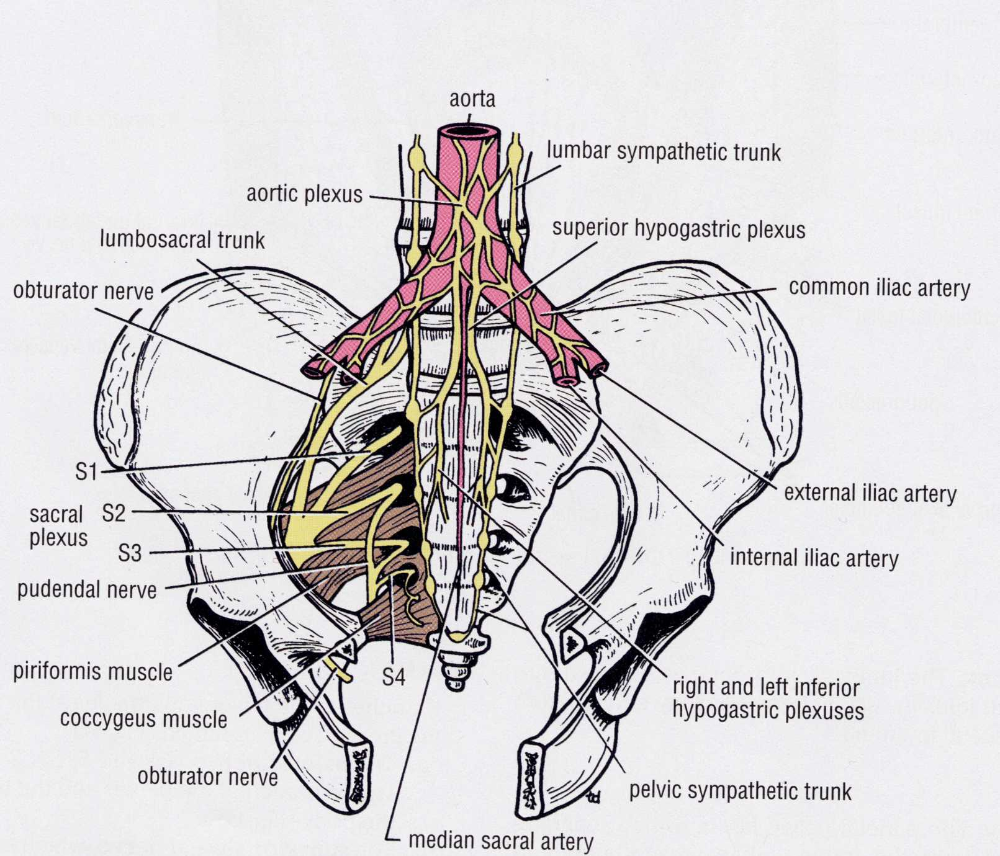 aorta
lumbar sympathetic trunk
aortic plexus
superior hypogastric plexus
lumbosacral trunk
common iliac artery
obturator nerve
S1
external iliac artery
sacral
plexus
S2
S3
internal iliac artery
pudendal nerve
piriformis muscle
S4
right and left inferior
hypogastric plexuses
coccygeus muscle
obturator nerve
pelvic sympathetic trunk
median sacral artery